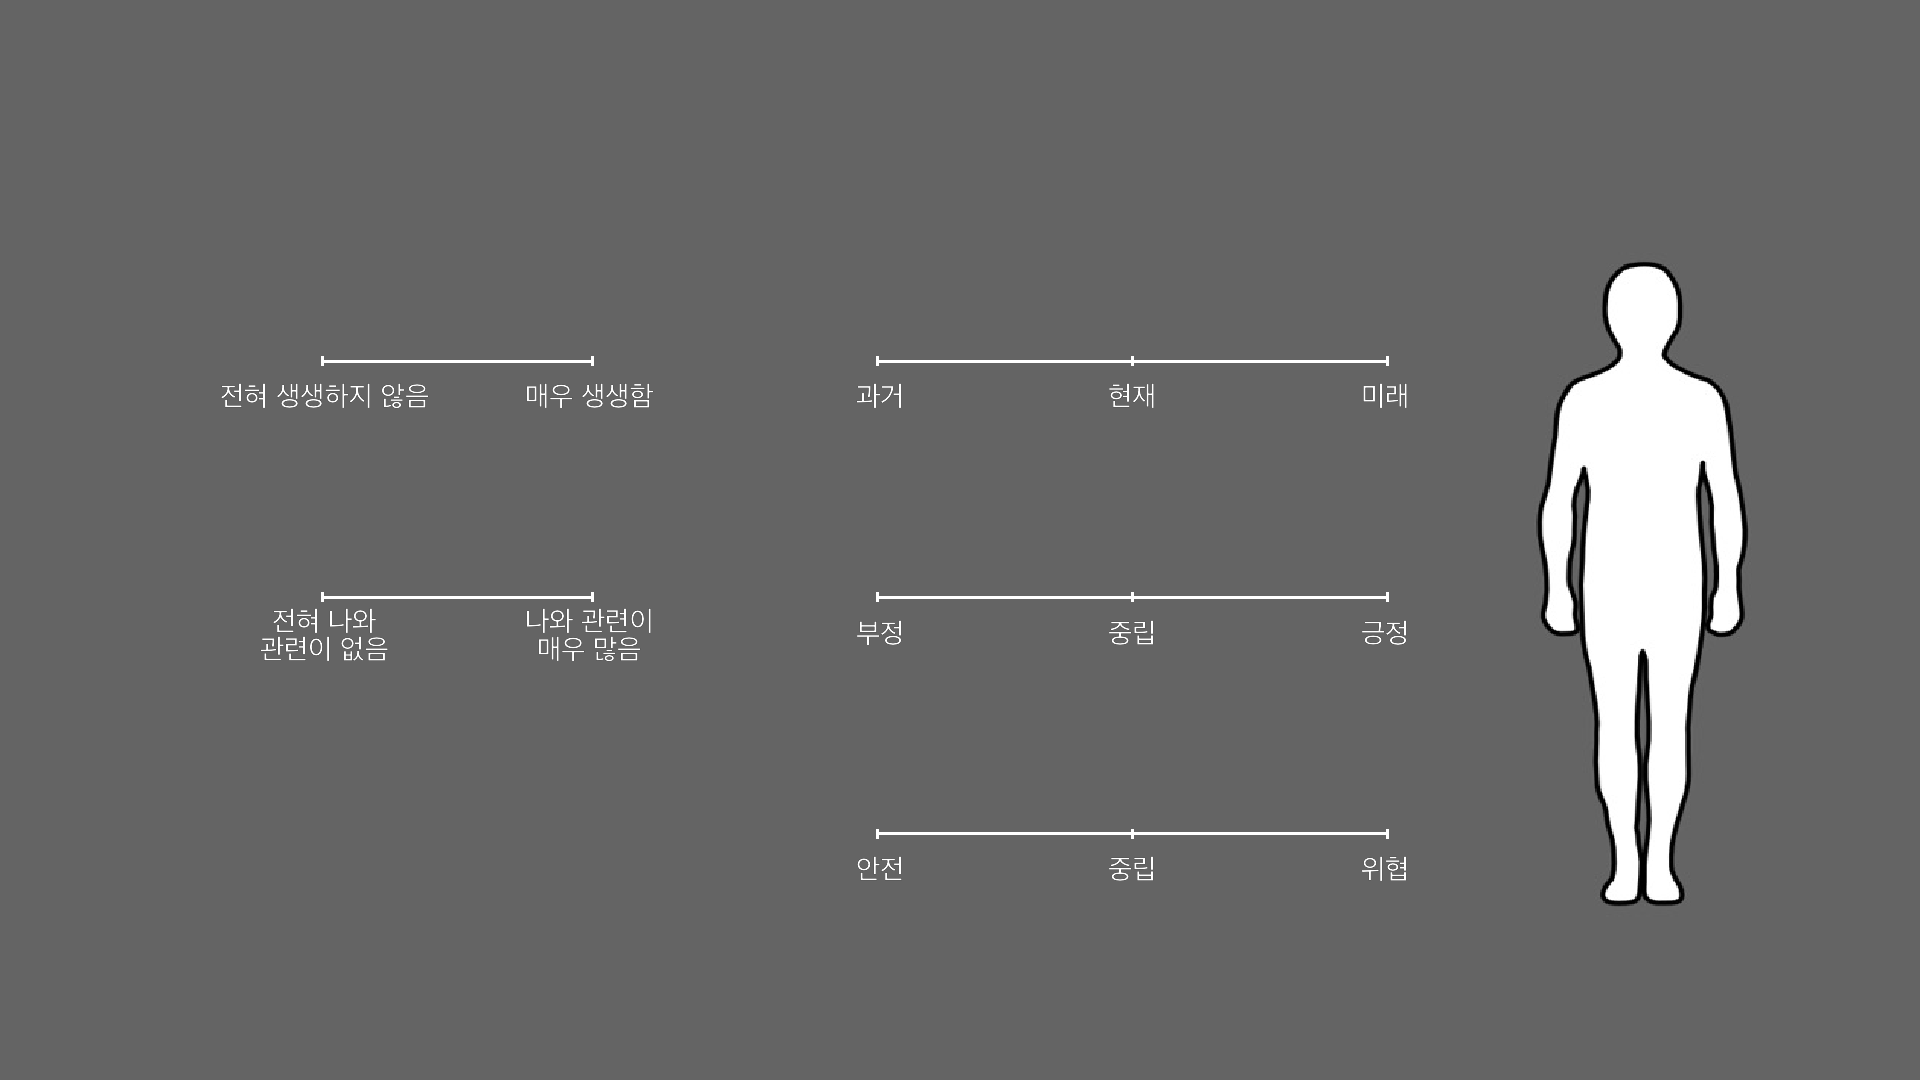 전혀 생생하지 않음 매우 생생함
과거 현재 미래
전혀 나와
관련이 없음
나와 관련이
매우 많음
부정 중립 긍정
안전 중립 위협